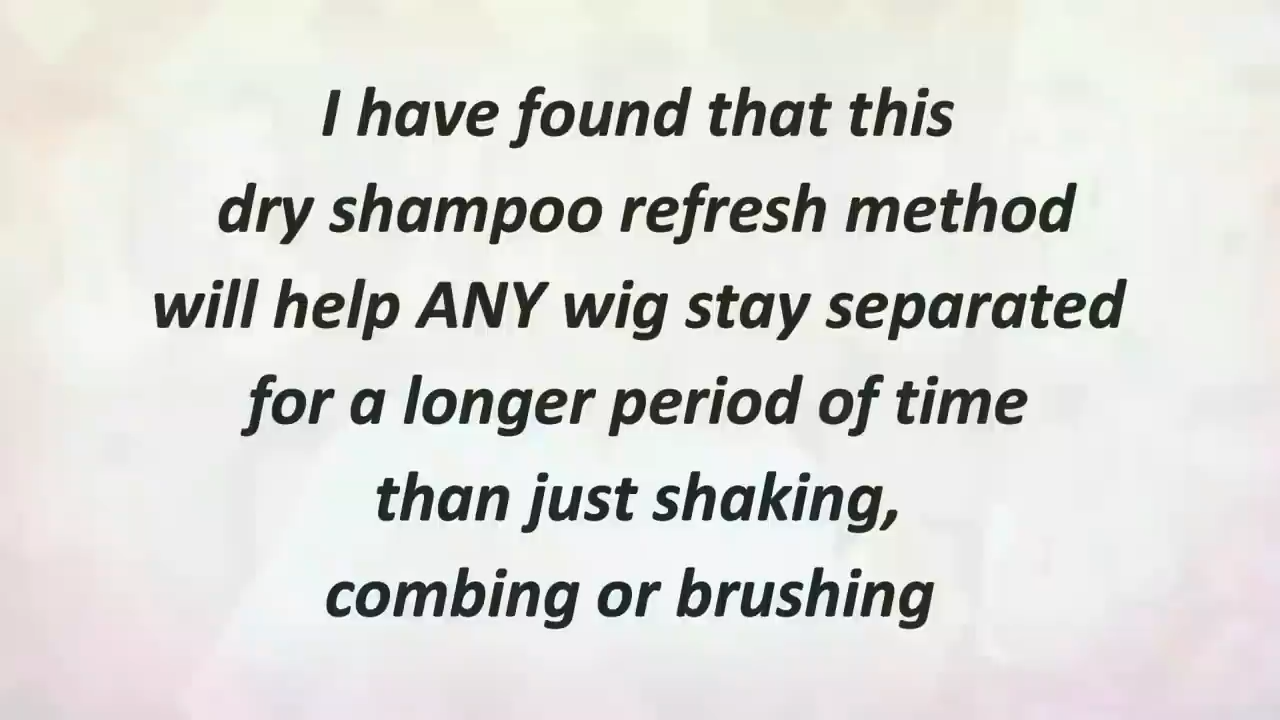 I have found that this
dry shampoo refresh method
will help ANY wig stay separated
for a longer period of time
than just shaking,
combing or brushing